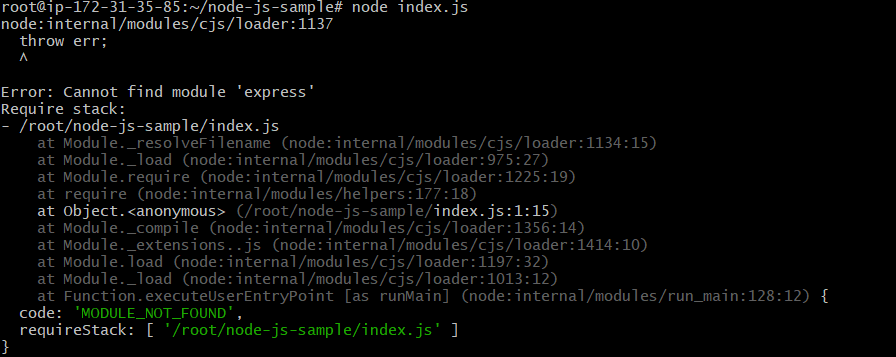 root@ip-172-31-35-85:~/node-js-sample# node index.js
node:internal/modules/cjs/loader:1137
  throw err;
  ^

Error: Cannot find module 'express'
Require stack:
- /root/node-js-sample/index.js
    at Module._resolveFilename (node:internal/modules/cjs/loader:1134:15)
    at Module._load (node:internal/modules/cjs/loader:975:27)
    at Module.require (node:internal/modules/cjs/loader:1225:19)
    at require (node:internal/modules/helpers:177:18)
    at Object.<anonymous> (/root/node-js-sample/index.js:1:15)
    at Module._compile (node:internal/modules/cjs/loader:1356:14)
    at Module._extensions..js (node:internal/modules/cjs/loader:1414:10)
    at Module.load (node:internal/modules/cjs/loader:1197:32)
    at Module._load (node:internal/modules/cjs/loader:1013:12)
    at Function.executeUserEntryPoint [as runMain] (node:internal/modules/run_main:128:12) {
  code: 'MODULE_NOT_FOUND',
  requireStack: [ '/root/node-js-sample/index.js' ]
}